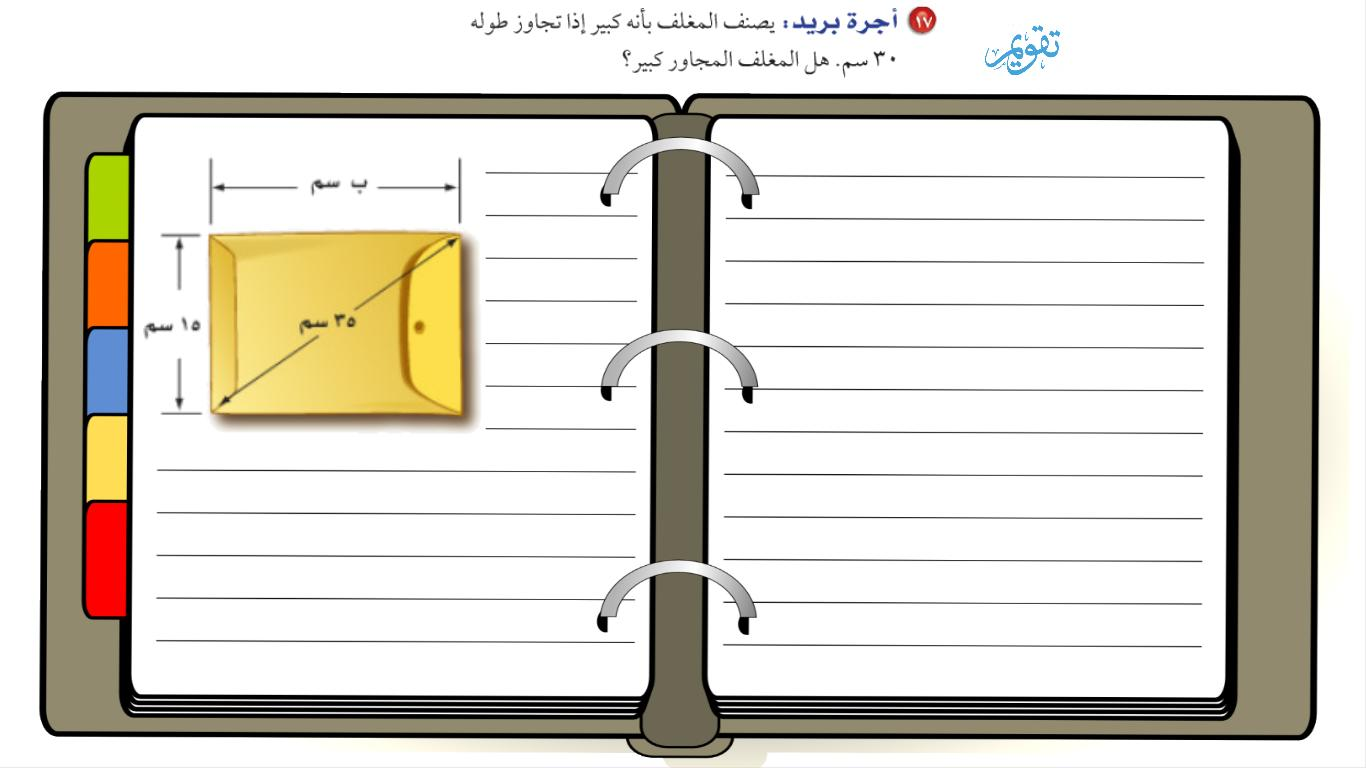 ١٧ أجرة بريد: يصنف المغلف بأنه كبير إذا تجاوز طوله
٣٠ سم. هل المغلف المجاور كبير؟
تقويم
ب سم
١٥ سم
٣٥ سم